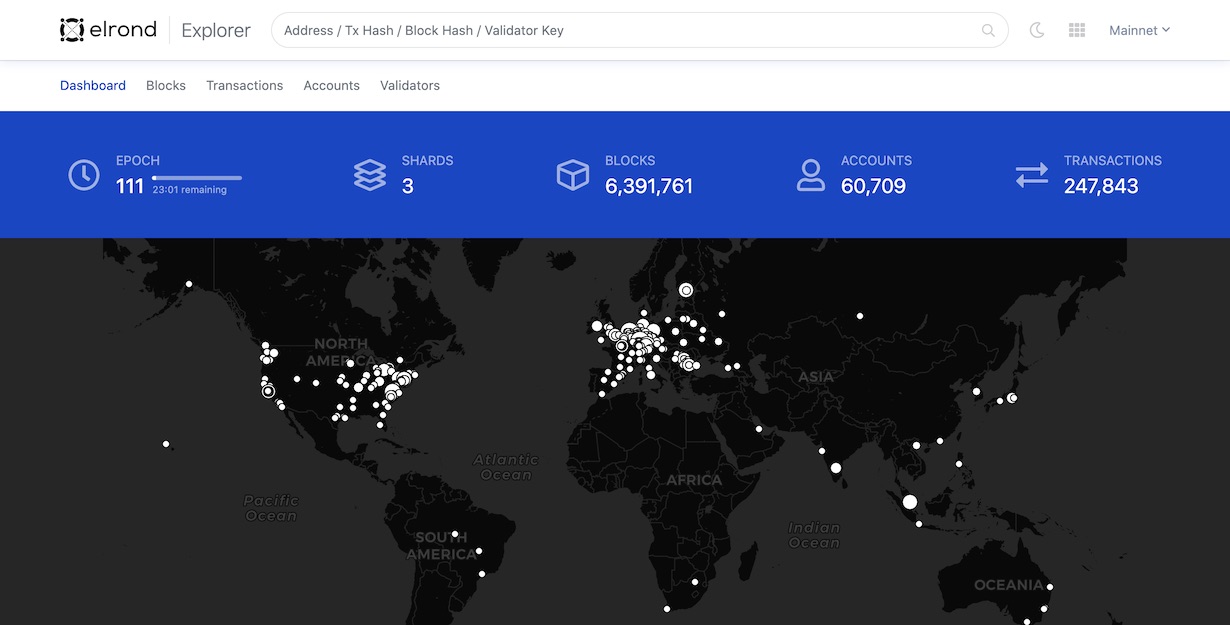 elrond Explorer
Address / Tx Hash / Block Hash / Validator Key
Mainnet
Dashboard Blocks Transactions Accounts Validators
EPOCH
111 23:01 remaining
SHARDS
3
BLOCKS
6,391,761
ACCOUNTS
60,709
TRANSACTIONS
247,843
NORTH
AMERICA
ASIA
Atlantic
Ocean
AFRICA
Pacific
Ocean
Indian
Ocean
SOUTH
AMERICA
OCEANIA